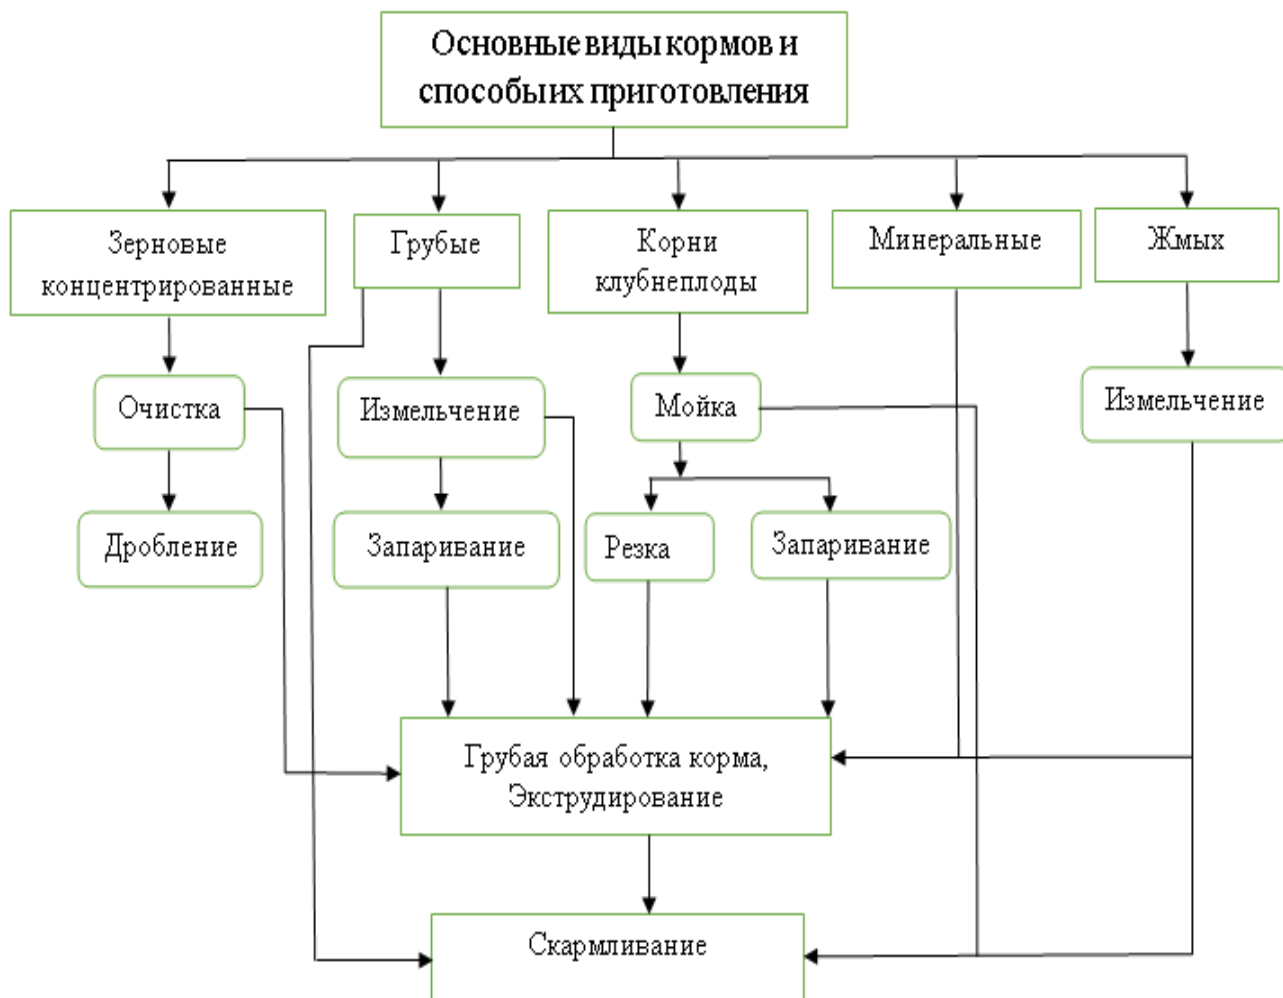 Основные виды кормов и
способы их приготовления
Зерновые
концентрированные
Грубые
Корни
клубнеплоды
Минеральные
Жмых
Очистка
Измельчение
Мойка
Измельчение
Дробление
Запаривание
Резка
Запаривание
Грубая обработка корма,
Экструдирование
Скармливание